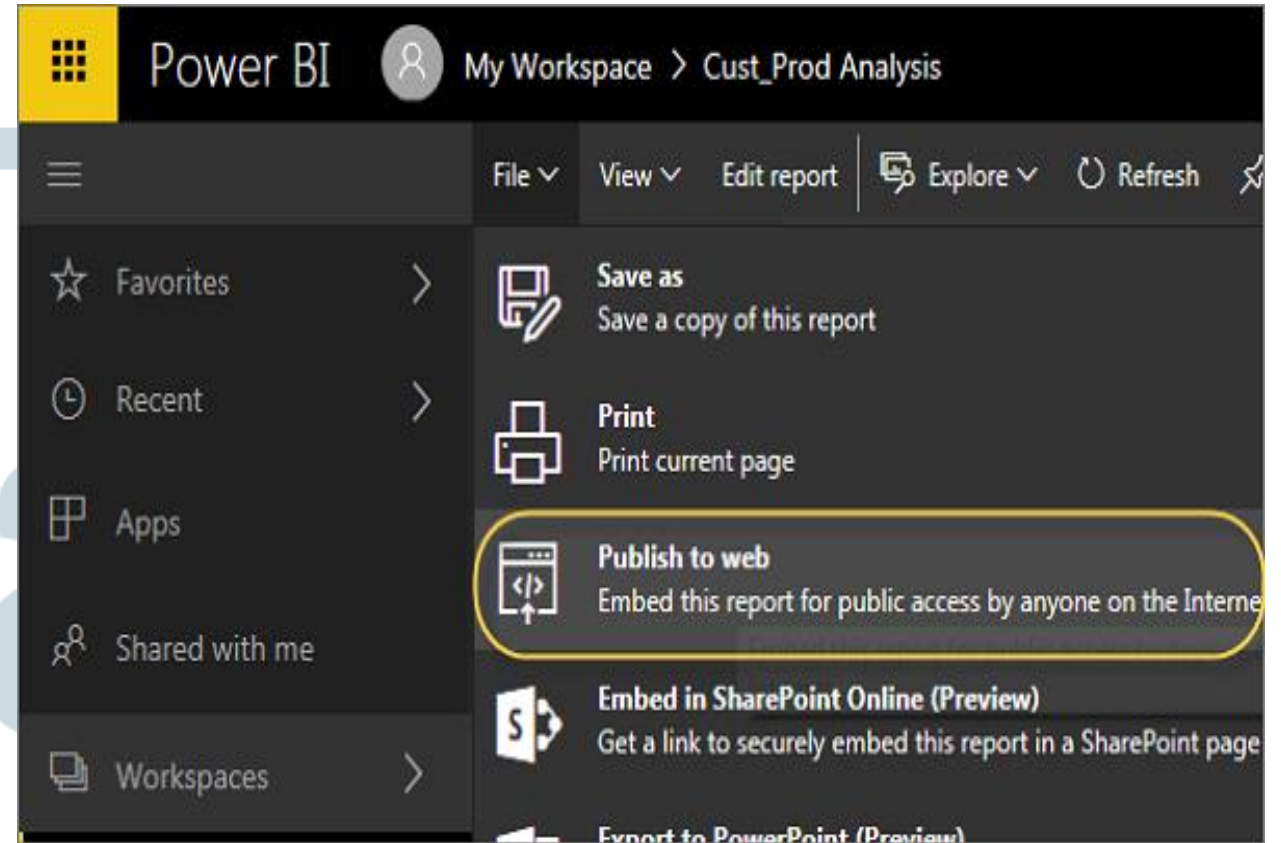 Power BI My Workspace > Cust_Prod Analysis
File View Edit report Explore Refresh
Favorites
Recent
Apps
Shared with me
Workspaces
Save as
Save a copy of this report
Print
Print current page
Publish to web
Embed this report for public access by anyone on the Interne
Embed in SharePoint Online (Preview)
Get a link to securely embed this report in a SharePoint page
Export to PowerPoint (Preview)